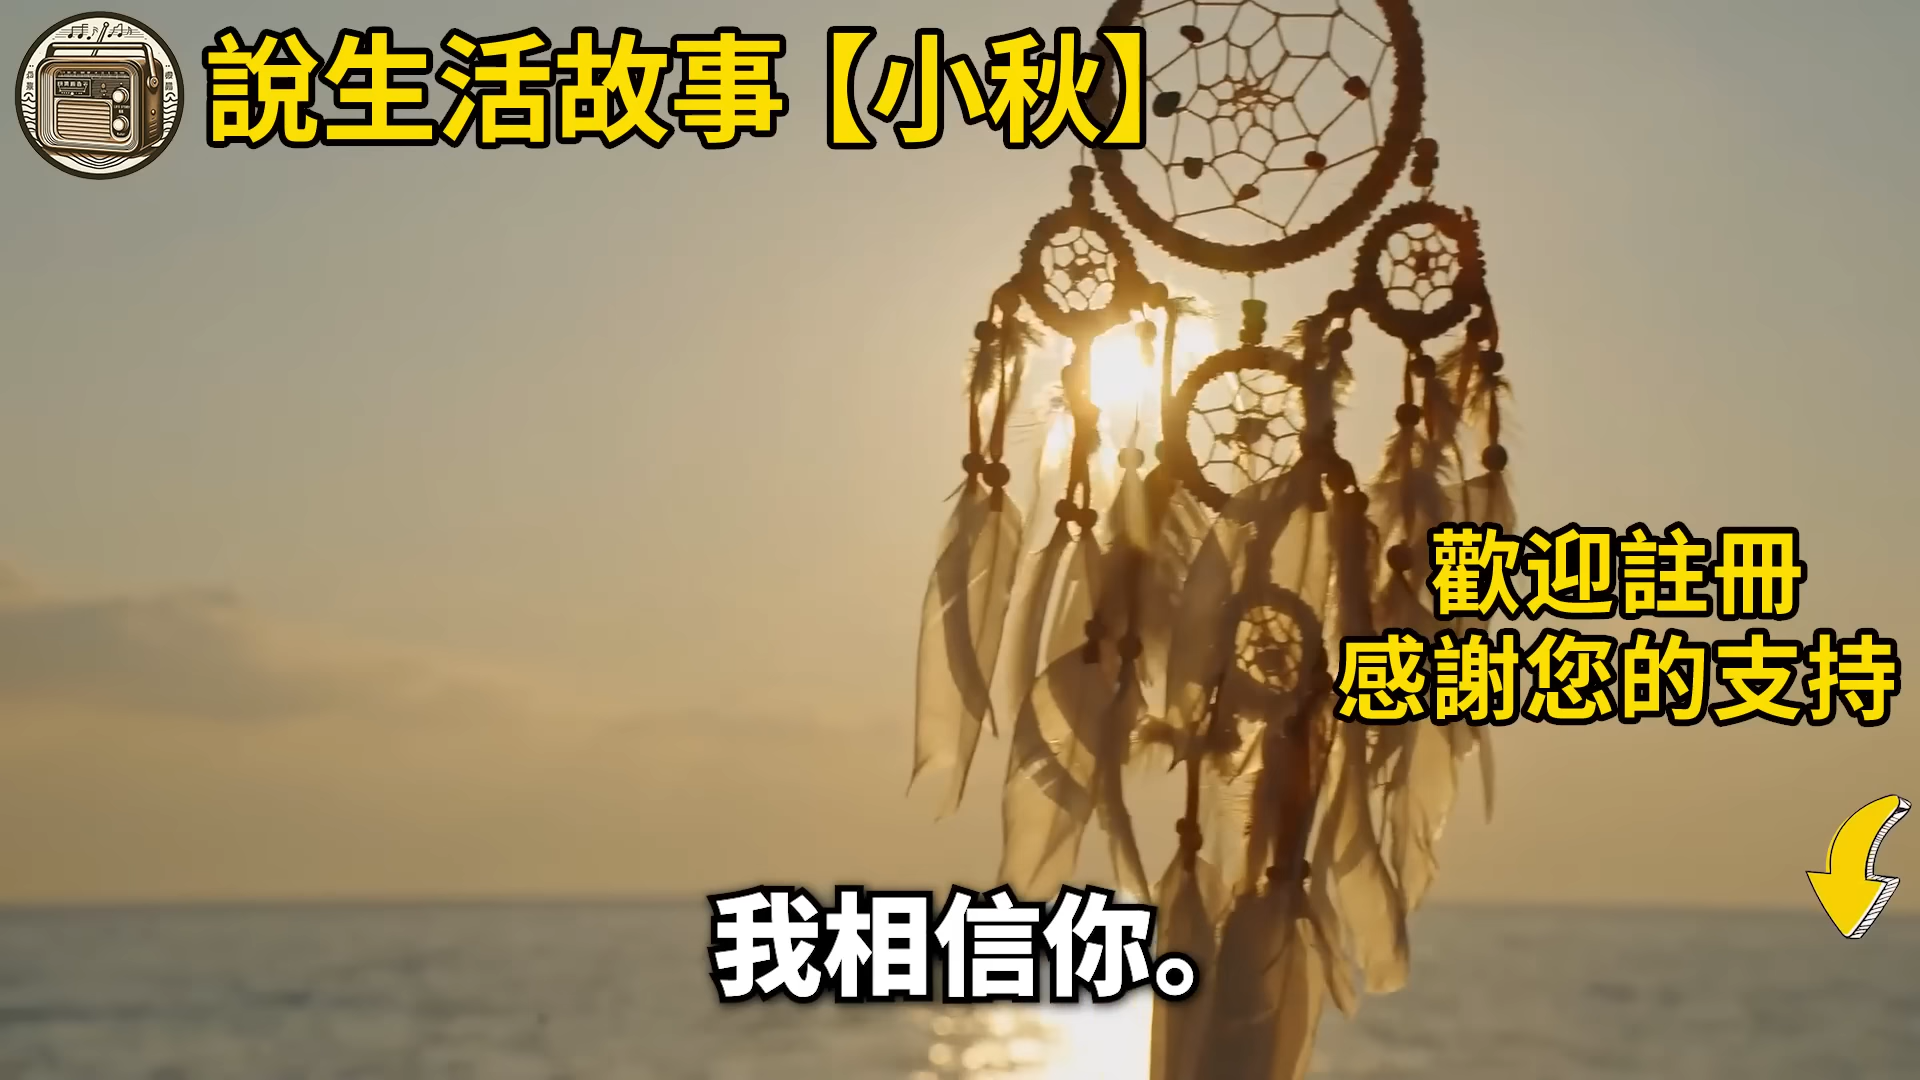 說生活故事【小秋】
歡迎註冊
感謝您的支持
我相信你。